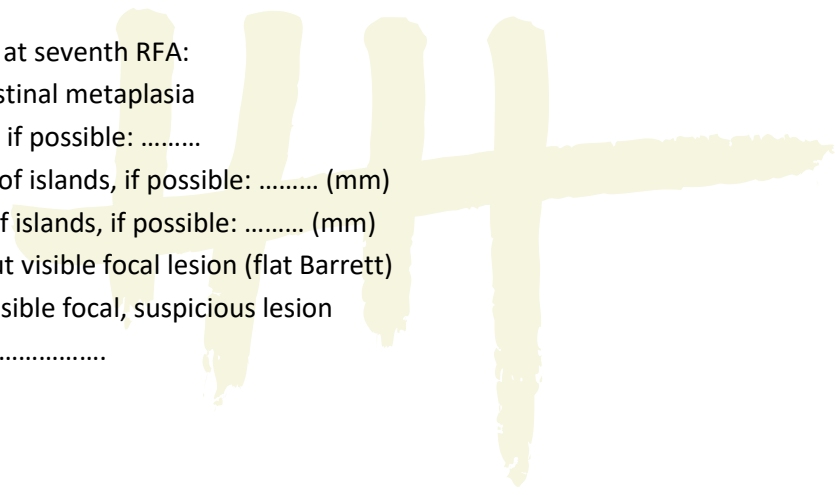 at seventh RFA:
stinal metaplasia
if possible: ………
of islands, if possible: ……… (mm)
f islands, if possible: ……… (mm)
ut visible focal lesion (flat Barrett)
sible focal, suspicious lesion
…………….